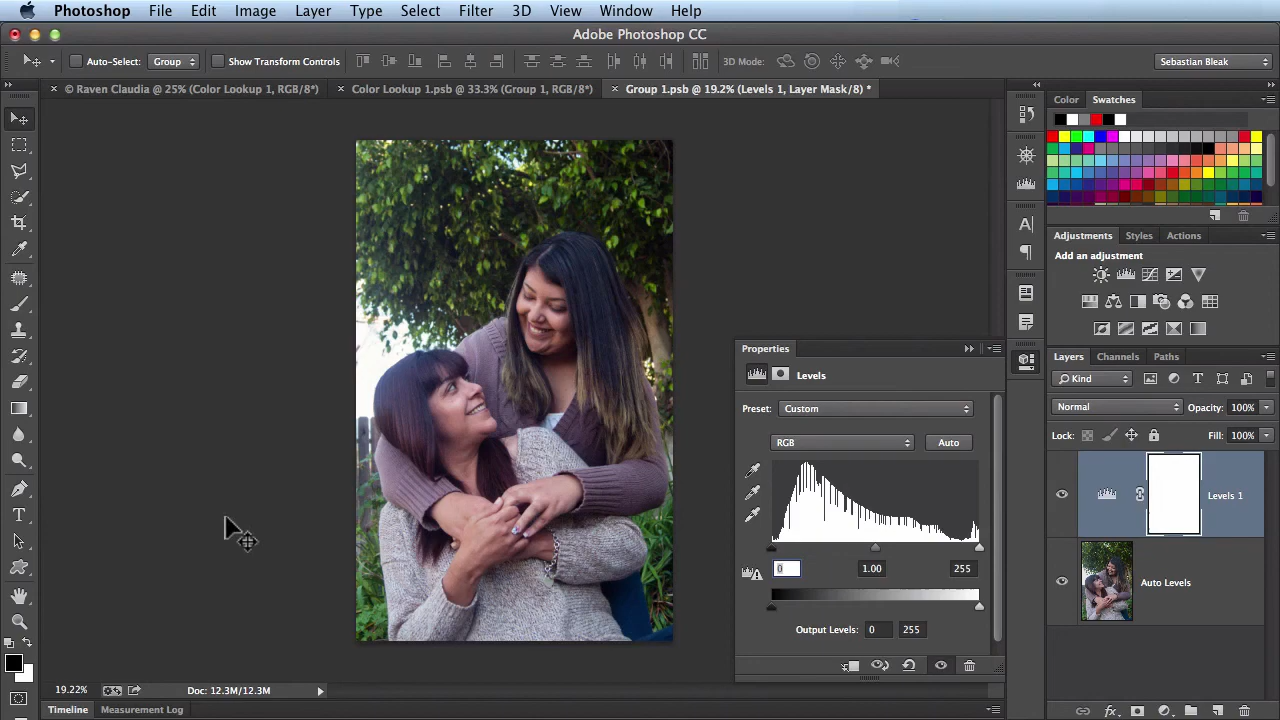 Photoshop File Edit Image Layer Type Select Filter 3D View Window Help
Adobe Photoshop CC
Auto-Select: Group Show Transform Controls 3D Mode: Sebastian Bleak
© Raven Claudia @ 25% (Color Lookup 1, RGB/8*) Color Lookup 1.psb @ 33.3% (Group 1, RGB/8*) Group 1.psb @ 19.2% (Levels 1, Layer Mask/8) *
Color Swatches
Adjustments Styles Actions
Add an adjustment
Properties
Levels
Preset: Custom
RGB Auto
0 1.00 255
Output Levels: 0 255
Layers Channels Paths
Kind
Normal Opacity: 100%
Lock: Fill: 100%
Levels 1
Auto Levels
19.22% Doc: 12.3M/12.3M
Timeline Measurement Log